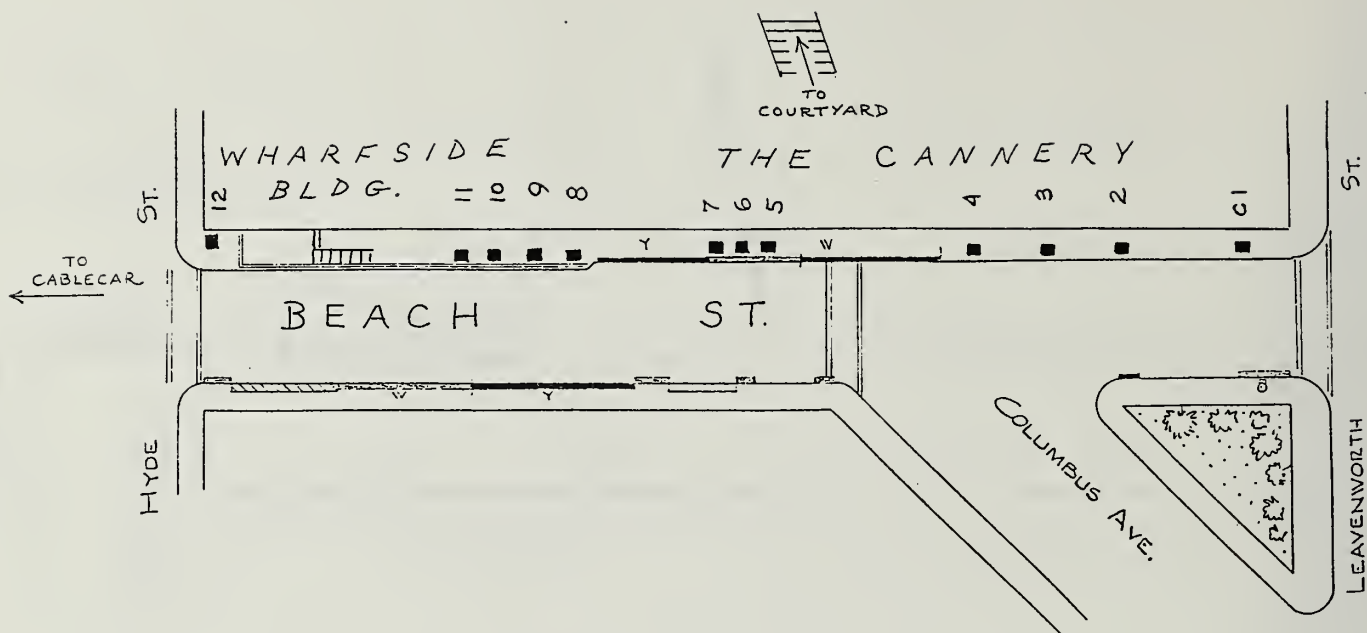 TO
COURTYARD
WHARFSIDE
BLDG.
THE CANNERY
ST.
12
11
10
9
8
7
6
5
4
3
2
C1
ST.
Y
W
TO
CABLECAR
BEACH ST.
W
Y
HYDE
COLUMBUS AVE.
LEAVENWORTH